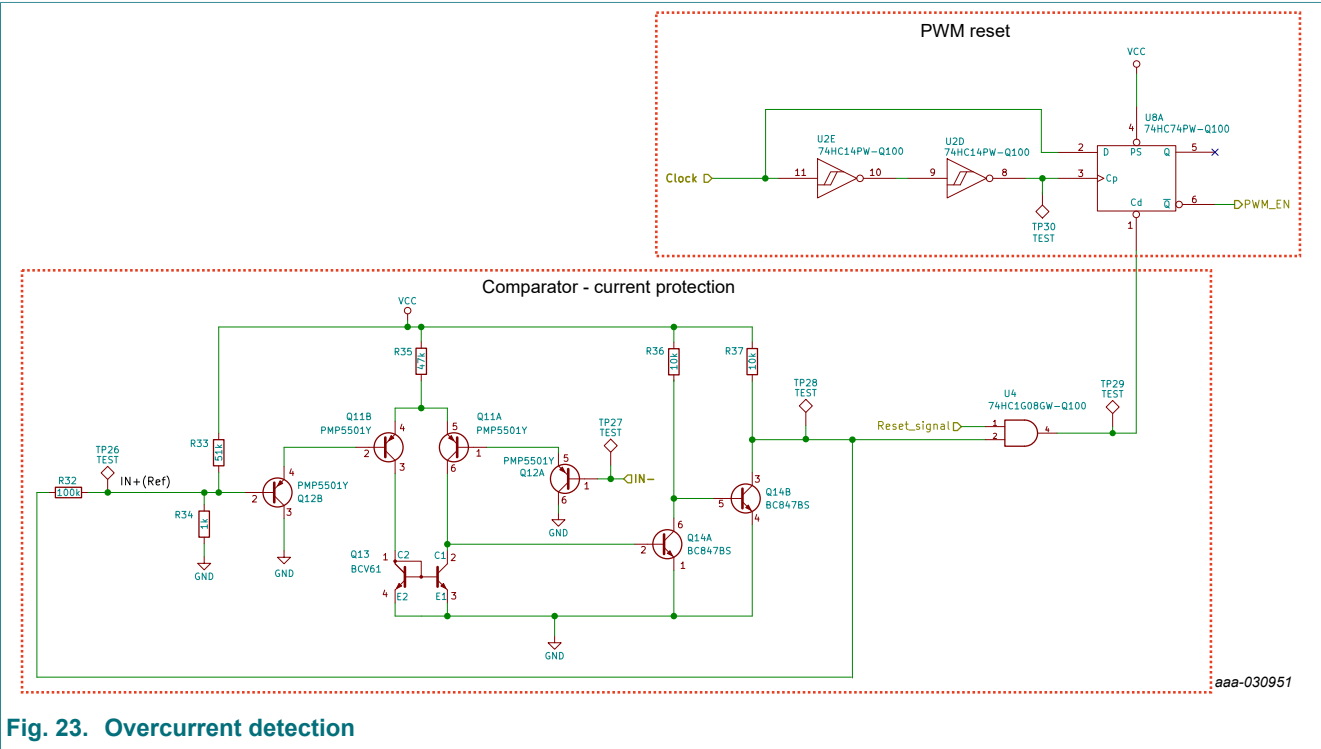 PWM reset
VCC
U8A
74HC74PW-Q100
U2E
74HC14PW-Q100
U2D
74HC14PW-Q100
4
2 D PS Q 5
Clock
11 10 9 8 3 Cp
Cd Q 6 PWM_EN
1
TP30
TEST
Comparator - current protection
VCC
R35
47k
R36
10k
R37
10k
TP28
TEST
TP29
TEST
U4
74HC1G08GW-Q100
Q11B
PMP5501Y
Q11A
PMP5501Y
4 5
2 1
3 6
TP27
TEST
Reset_signal 1
2
4
R33
51k
TP26
TEST
PMP5501Y
Q12A
5
1 IN-
6
GND
R32
100k
IN+(Ref)
4
2
3
PMP5501Y
Q12B
R34
1k
GND
GND
3
5
4
Q14B
BC847BS
6
2
1
Q14A
BC847BS
Q13
BCV61
1 C2 C1 2
4 E2 E1 3
GND
aaa-030951
Fig. 23. Overcurrent detection